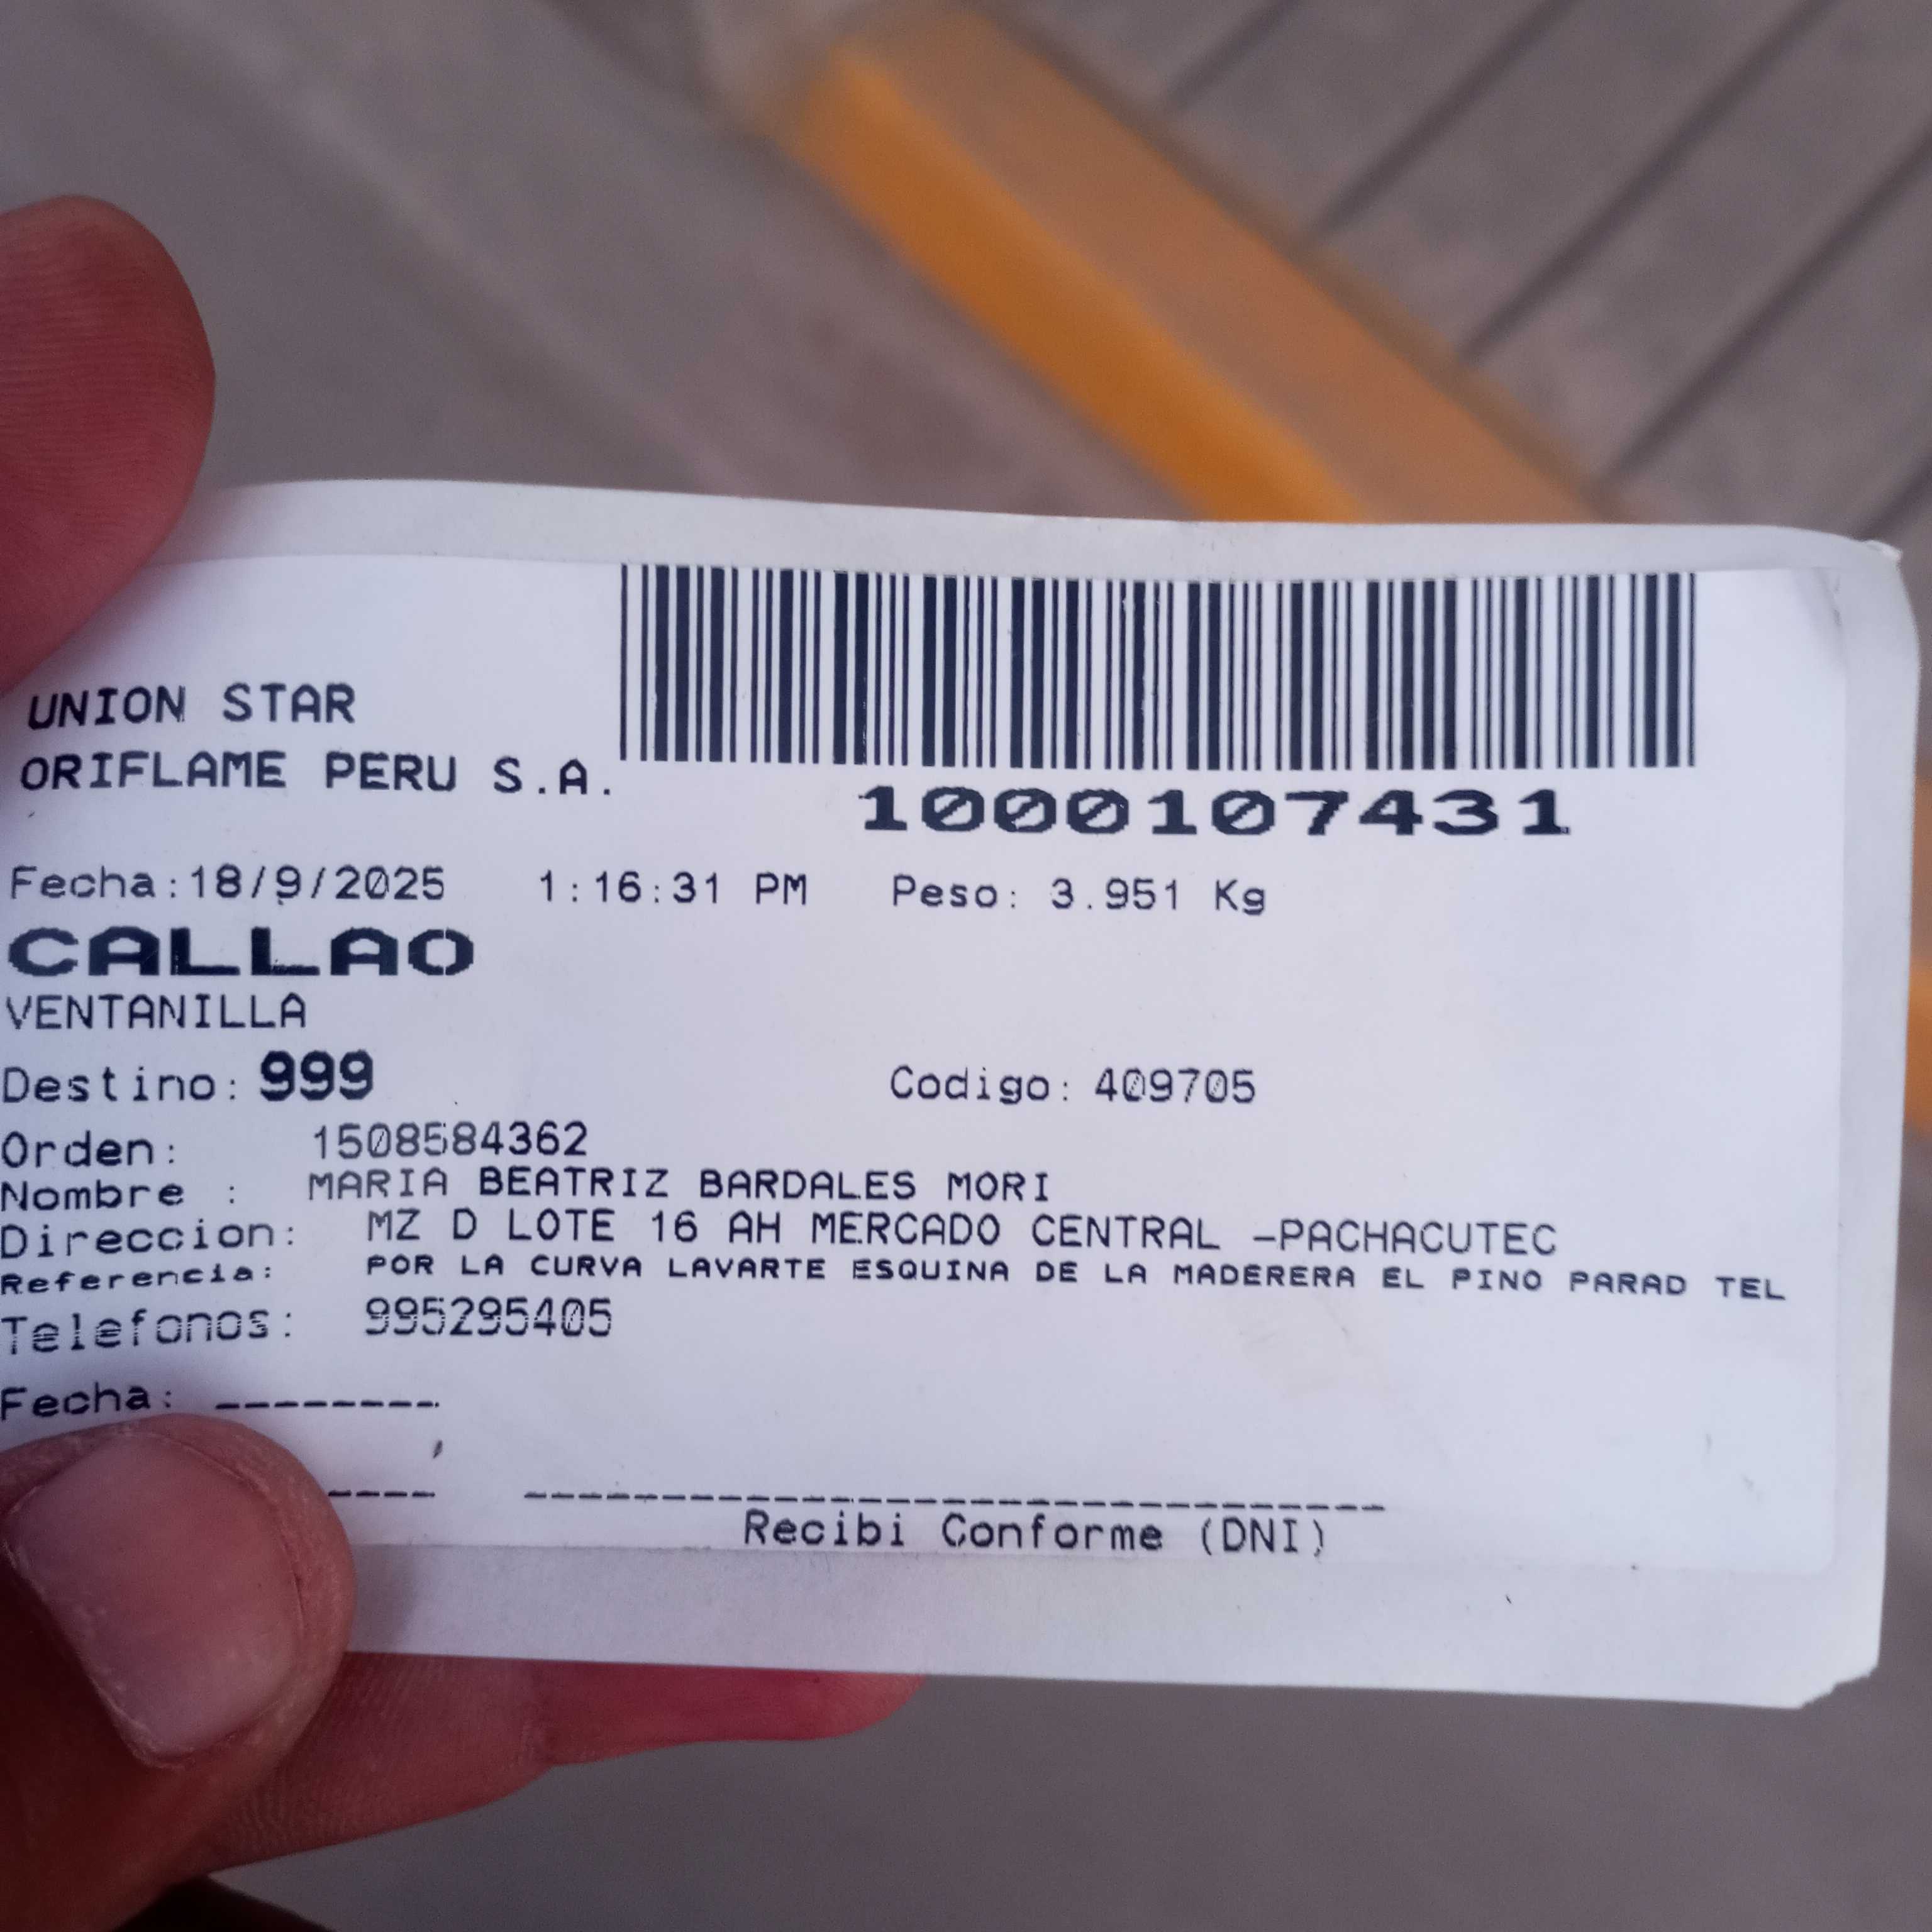 UNION STAR
ORIFLAME PERU S.A.
1000107431
Fecha:18/9/2025 1:16:31 PM Peso: 3.951 Kg
CALLAO
VENTANILLA
Destino: 999 Codigo: 409705
Orden: 1508584362
Nombre : MARIA BEATRIZ BARDALES MORI
Direccion: MZ D LOTE 16 AH MERCADO CENTRAL -PACHACUTEC
Referencia: POR LA CURVA LAVARTE ESQUINA DE LA MADERERA EL PINO PARAD TEL
Telefonos: 995295405
Fecha: --------
Recibi Conforme (DNI)